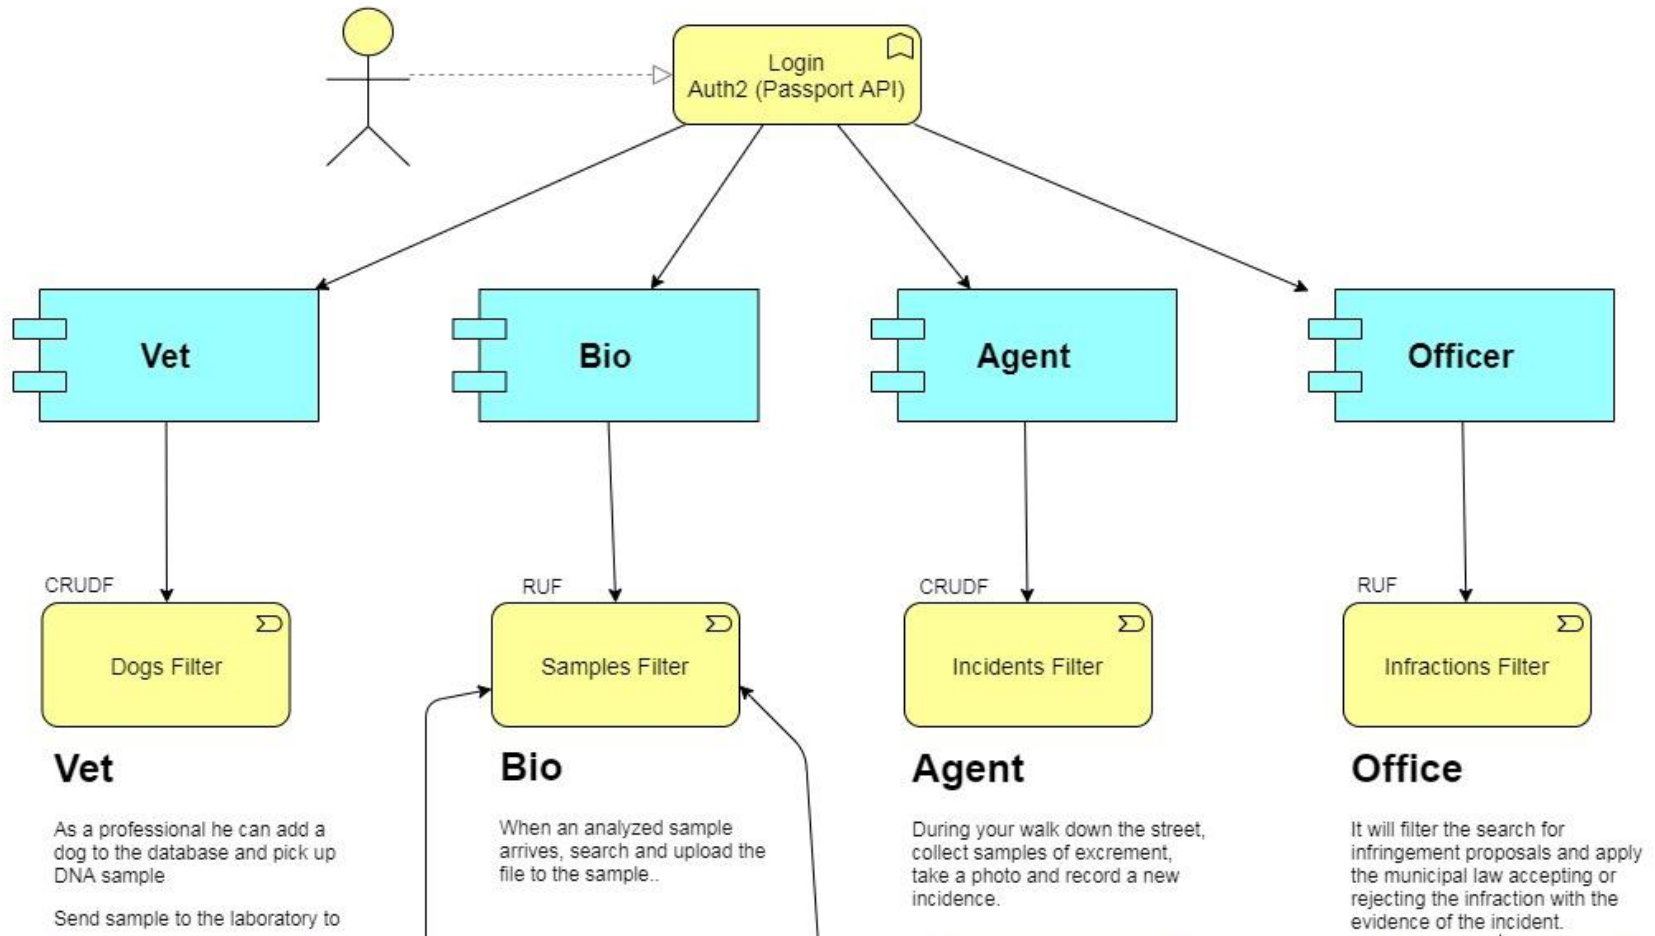 Login
Auth2 (Passport API)
Vet
Bio
Agent
Officer
CRUDF
RUF
CRUDF
RUF
Dogs Filter
Samples Filter
Incidents Filter
Infractions Filter
Vet
As a professional he can add a
dog to the database and pick up
DNA sample
Send sample to the laboratory to
Bio
When an analyzed sample
arrives, search and upload the
file to the sample..
Agent
During your walk down the street,
collect samples of excrement,
take a photo and record a new
incidence.
Office
It will filter the search for
infringement proposals and apply
the municipal law accepting or
rejecting the infraction with the
evidence of the incident.